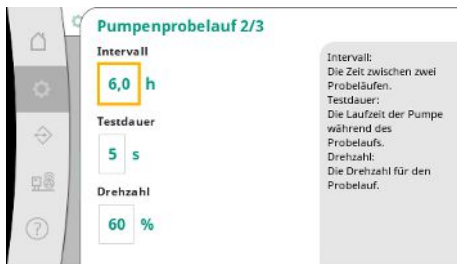 Pumpenprobelauf 2/3
Intervall
6,0 h
Testdauer
5 s
Drehzahl
60 %
Intervall:
Die Zeit zwischen zwei
Probeläufen.
Testdauer:
Die Laufzeit der Pumpe
während des
Probelaufs.
Drehzahl:
Die Drehzahl für den
Probelauf.
?